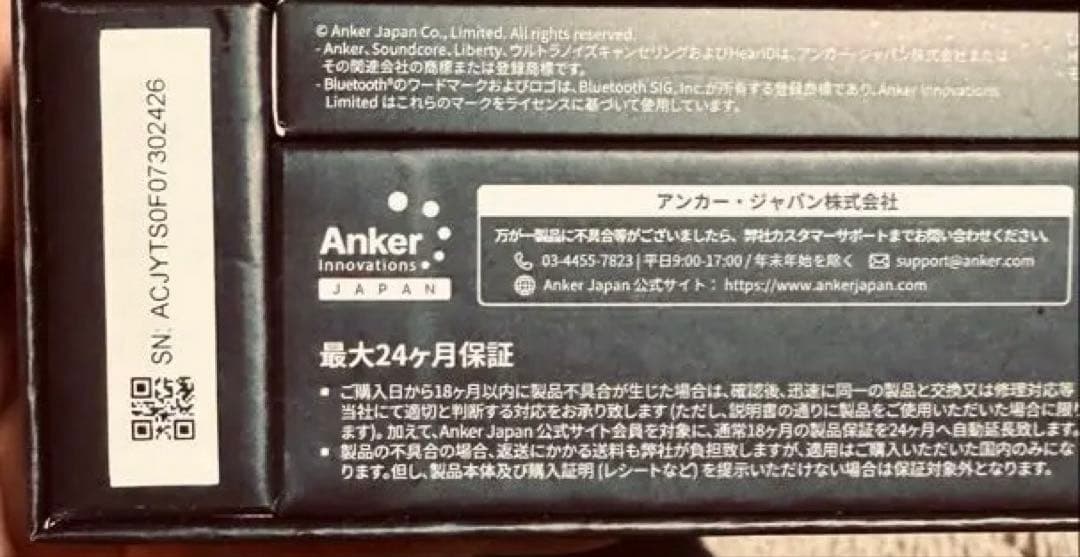 SN: ACJYTS0F07302426
© Anker Japan Co., Limited. All rights reserved.
- Anker、Soundcore、Liberty、ウルトラノイズキャンセリングおよびHearIDは、アンカー・ジャパン株式会社または
その関連会社の商標または登録商標です。
- Bluetooth®のワードマークおよびロゴは、Bluetooth SIG, Inc.が所有する登録商標であり、Anker Innovations
Limited はこれらのマークをライセンスに基づいて使用しています。
Anker
Innovations
JAPAN
アンカー・ジャパン株式会社
万が一製品に不具合等がございましたら、弊社カスタマーサポートまでお問い合わせください。
03-4455-7823 | 平日9:00-17:00 / 年末年始を除く support@anker.com
Anker Japan 公式サイト： https://www.ankerjapan.com
最大24ヶ月保証
▪ ご購入日から18ヶ月以内に製品不具合が生じた場合は、確認後、迅速に同一の製品と交換又は修理対応等
当社にて適切と判断する対応をお承り致します (ただし、説明書の通りに製品をご使用いただいた場合に限り
ます)。加えて、Anker Japan 公式サイト会員を対象に、通常18ヶ月の製品保証を24ヶ月へ自動延長致します。
▪ 製品の不具合の場合、返送にかかる送料も弊社が負担致しますが、適用はご購入いただいた国内のみにな
ります。但し、製品本体及び購入証明 (レシートなど) を提示いただけない場合は保証対象外となります。